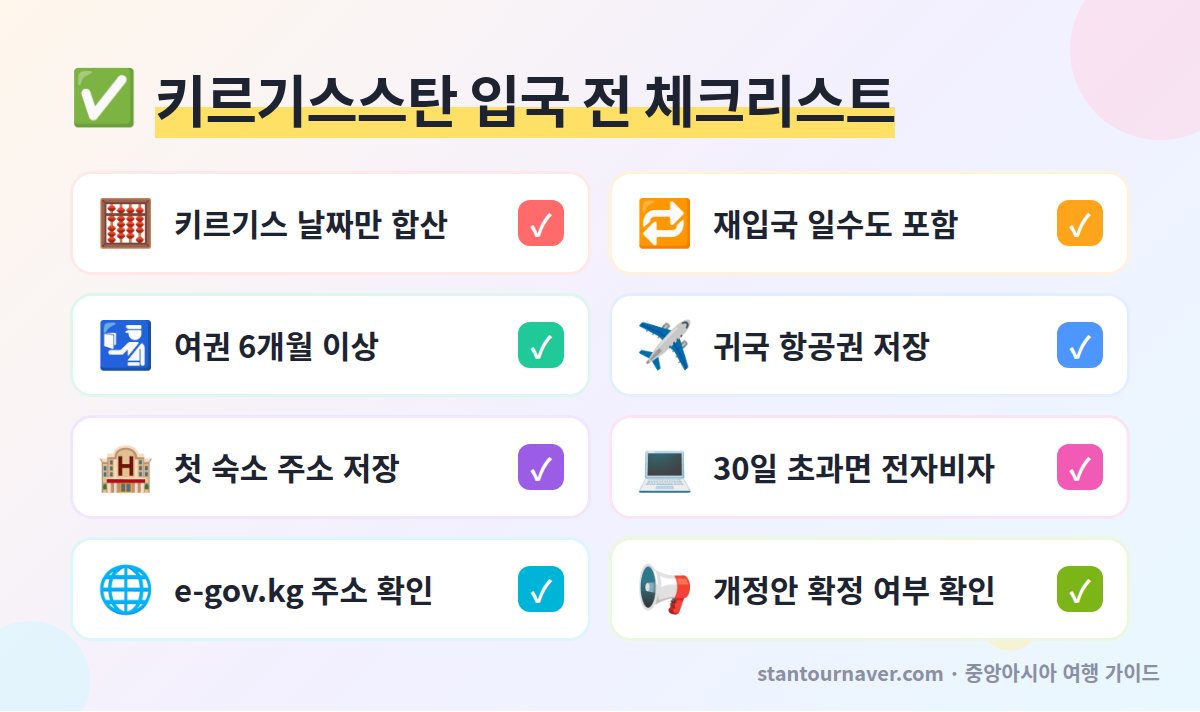 ✅ 키르기스스탄 입국 전 체크리스트
키르기스 날짜만 합산
재입국 일수도 포함
여권 6개월 이상
귀국 항공권 저장
첫 숙소 주소 저장
30일 초과면 전자비자
e-gov.kg 주소 확인
개정안 확정 여부 확인
stantournaver.com · 중앙아시아 여행 가이드